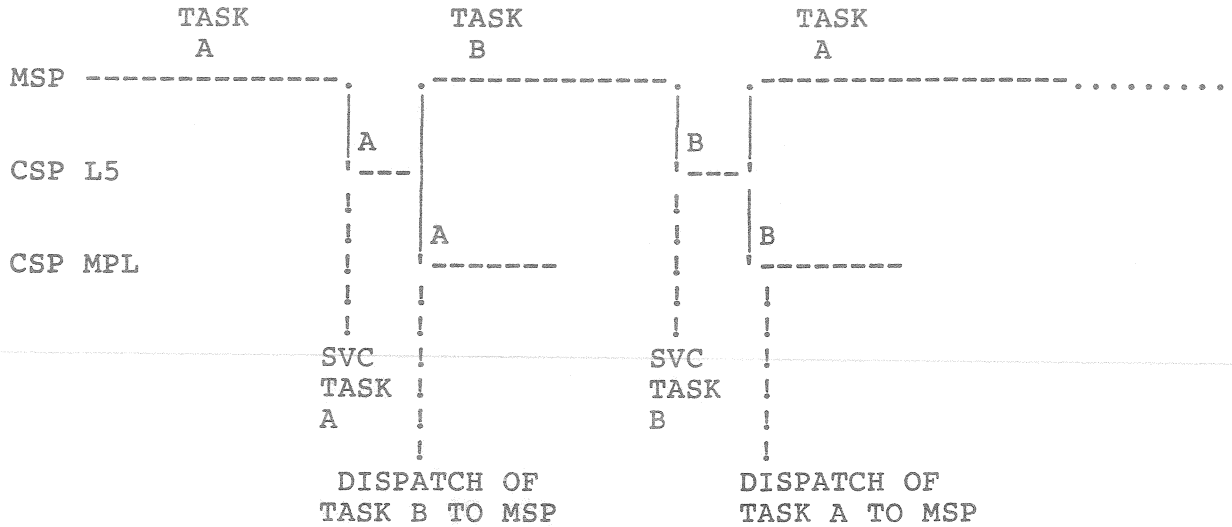 TASK TASK TASK
A B A
MSP
A B
CSP L5
A B
CSP MPL
SVC SVC
TASK TASK
A B
DISPATCH OF DISPATCH OF
TASK B TO MSP TASK A TO MSP